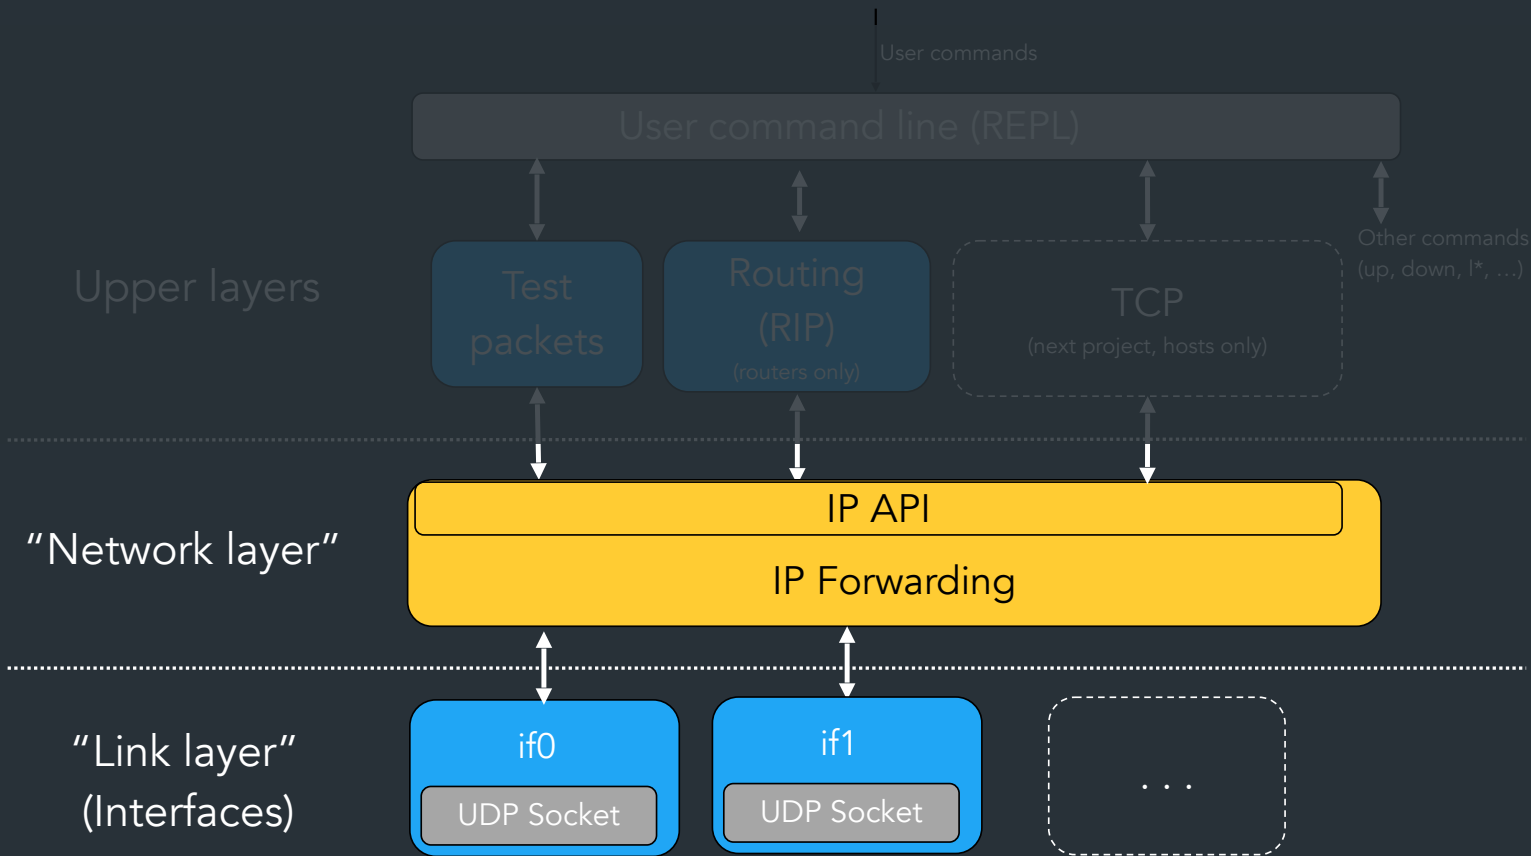 User commands
User command line (REPL)
Upper layers
Test
packets
Routing
(RIP)
(routers only)
TCP
(next project, hosts only)
Other commands
(up, down, l*, …)
“Network layer”
IP API
IP Forwarding
“Link layer”
(Interfaces)
if0
UDP Socket
if1
UDP Socket
. . .